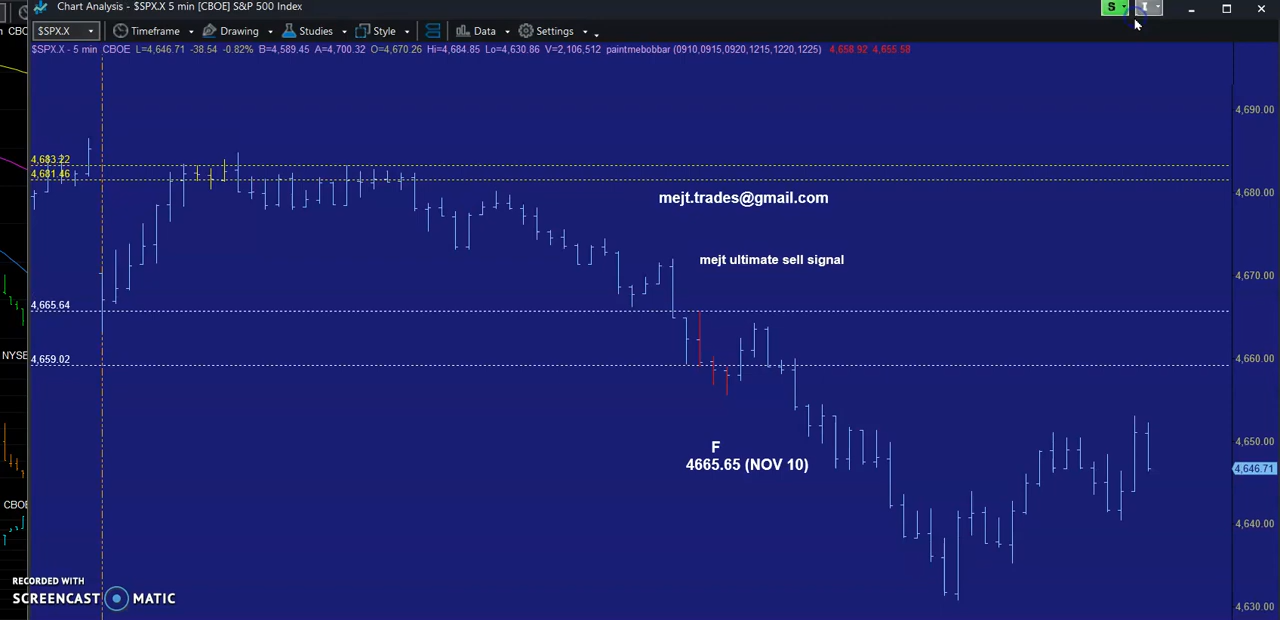 Chart Analysis - $SPX.X 5 min [CBOE] S&P 500 Index
S
$SPX.X Timeframe Drawing Studies Style Data Settings
$SPX.X - 5 min CBOE L=4,646.71 -38.54 -0.82% B=4,589.45 A=4,700.32 O=4,670.26 Hi=4,684.85 Lo=4,630.86 V=2,106,512 paintmebobbar (0910,0915,0920,1215,1220,1225) 4,658.92 4,655.58
4,690.00
4,683.22
4,681.46
4,680.00
mejt.trades@gmail.com
mejt ultimate sell signal
4,670.00
4,665.64
4,659.02
4,660.00
NYSE
F
4665.65 (NOV 10)
4,650.00
4,646.71
CBOE
4,640.00
4,630.00
RECORDED WITH
SCREENCAST MATIC